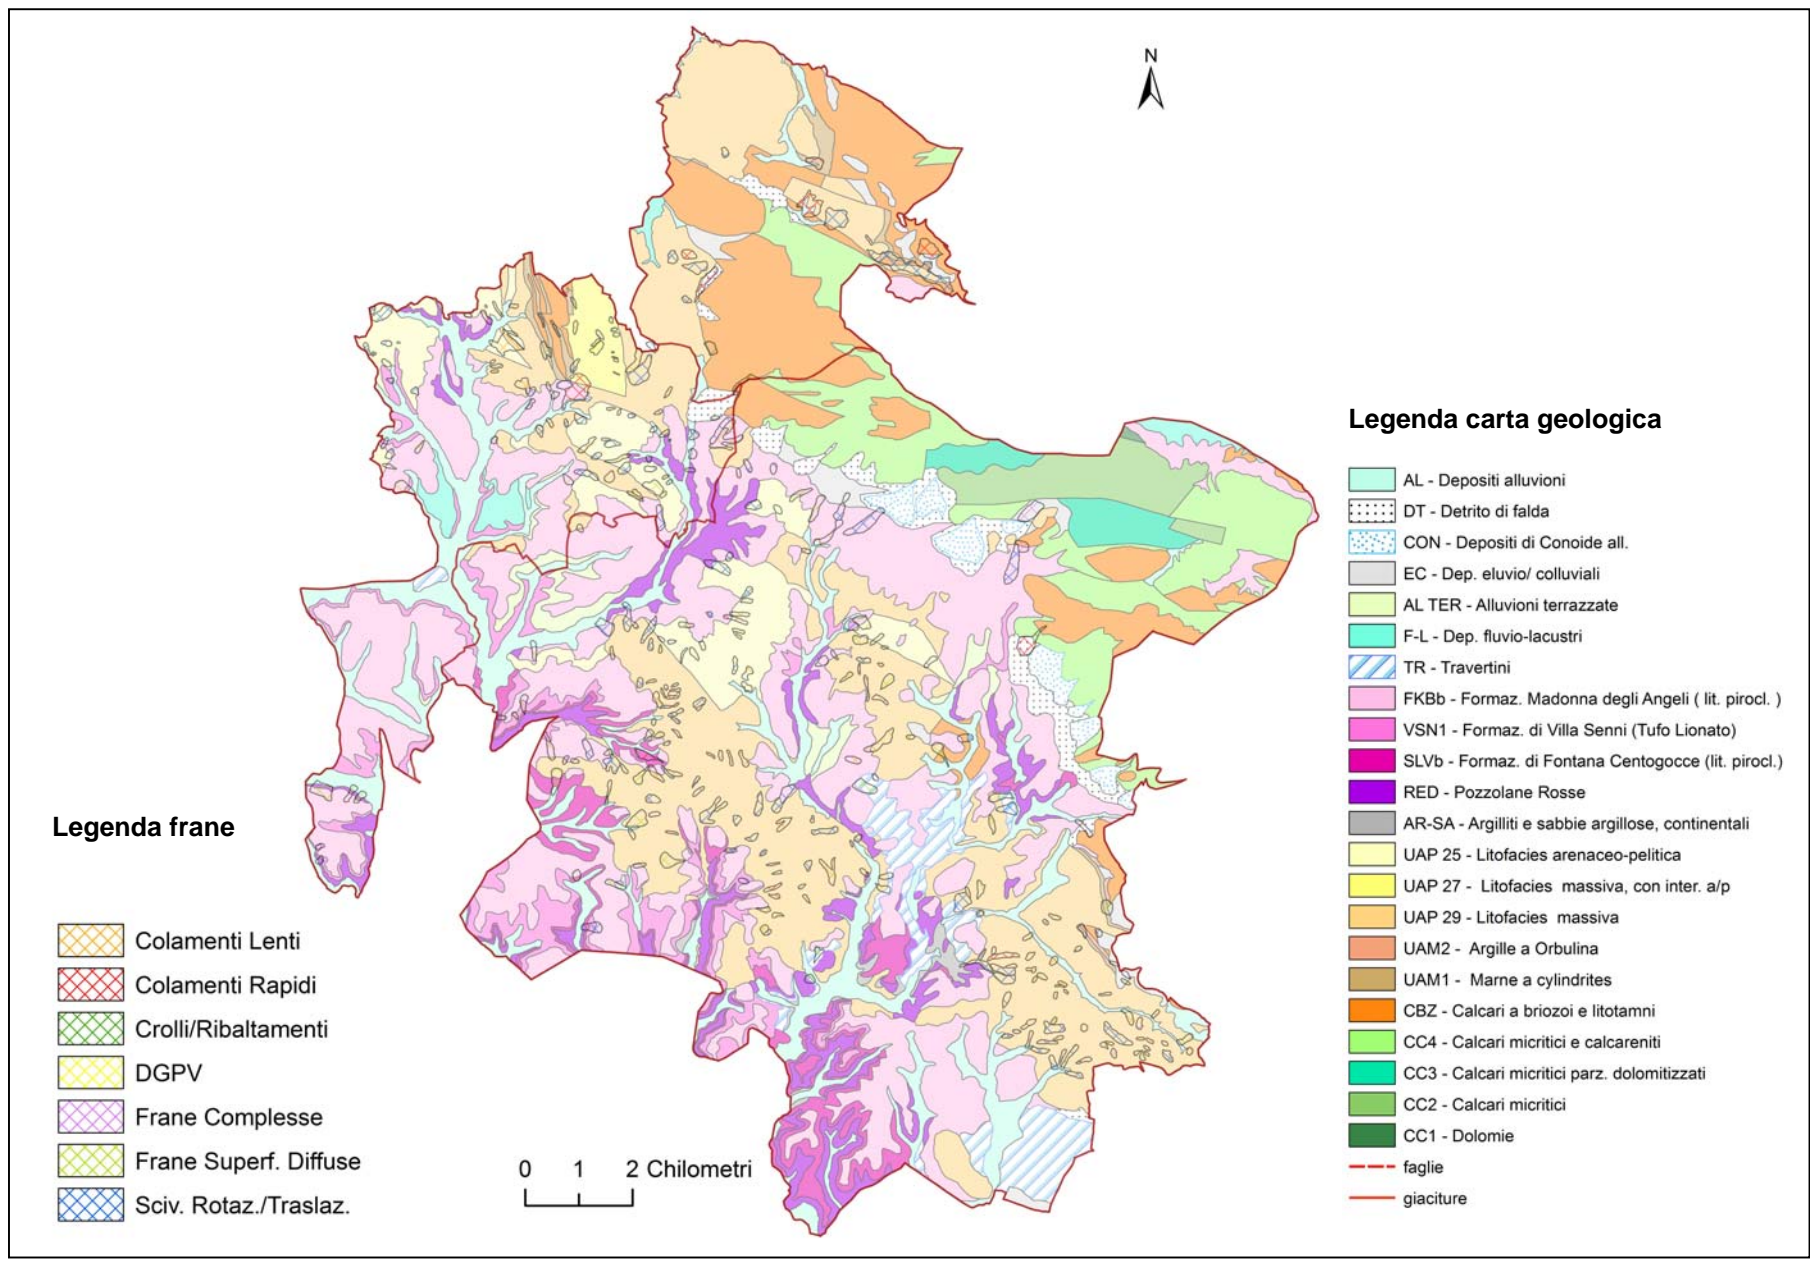 N
Legenda carta geologica
AL - Depositi alluvioni
DT - Detrito di falda
CON - Depositi di Conoide all.
EC - Dep. eluvio/ colluviali
AL TER - Alluvioni terrazzate
F-L - Dep. fluvio-lacustri
TR - Travertini
FKBb - Formaz. Madonna degli Angeli ( lit. pirocl. )
VSN1 - Formaz. di Villa Senni (Tufo Lionato)
SLVb - Formaz. di Fontana Centogocce (lit. pirocl.)
RED - Pozzolane Rosse
AR-SA - Argilliti e sabbie argillose, continentali
UAP 25 - Litofacies arenaceo-pelitica
UAP 27 - Litofacies massiva, con inter. a/p
UAP 29 - Litofacies massiva
UAM2 - Argille a Orbulina
UAM1 - Marne a cylindrites
CBZ - Calcari a briozoi e litotamni
CC4 - Calcari micritici e calcareniti
CC3 - Calcari micritici parz. dolomitizzati
CC2 - Calcari micritici
CC1 - Dolomie
faglie
giaciture
Legenda frane
Colamenti Lenti
Colamenti Rapidi
Crolli/Ribaltamenti
DGPV
Frane Complesse
Frane Superf. Diffuse
Sciv. Rotaz./Traslaz.
0 1 2 Chilometri